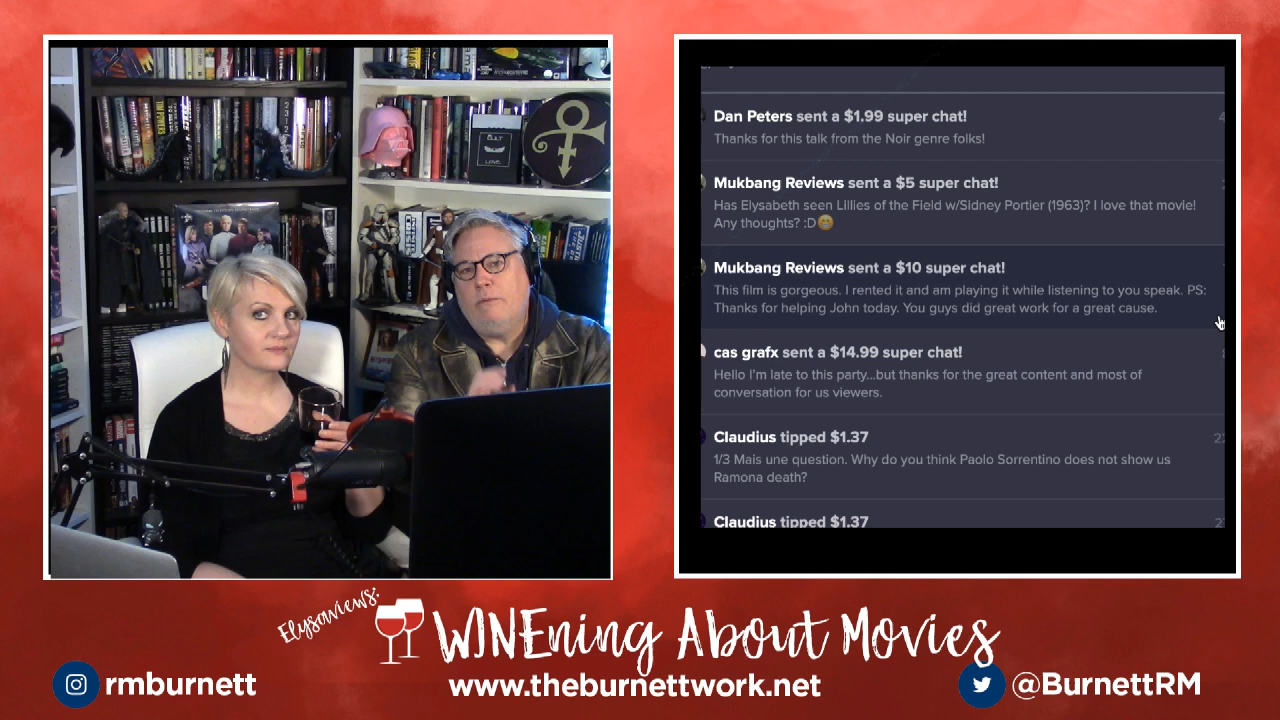 Dan Peters sent a $1.99 super chat!
Thanks for this talk from the Noir genre folks!
Mukbang Reviews sent a $5 super chat!
Has Elysabeth seen Lillies of the Field w/Sidney Portier (1963)? I love that movie!
Any thoughts? :D😁
Mukbang Reviews sent a $10 super chat!
This film is gorgeous. I rented it and am playing it while listening to you speak. PS:
Thanks for helping John today. You guys did great work for a great cause.
cas grafx sent a $14.99 super chat!
Hello I'm late to this party...but thanks for the great content and most of
conversation for us viewers.
Claudius tipped $1.37
1/3 Mais une question. Why do you think Paolo Sorrentino does not show us
Ramona death?
Claudius tipped $1.37
Elysaviews:
WINEning About Movies
rmburnett
www.theburnettwork.net
@BurnettRM